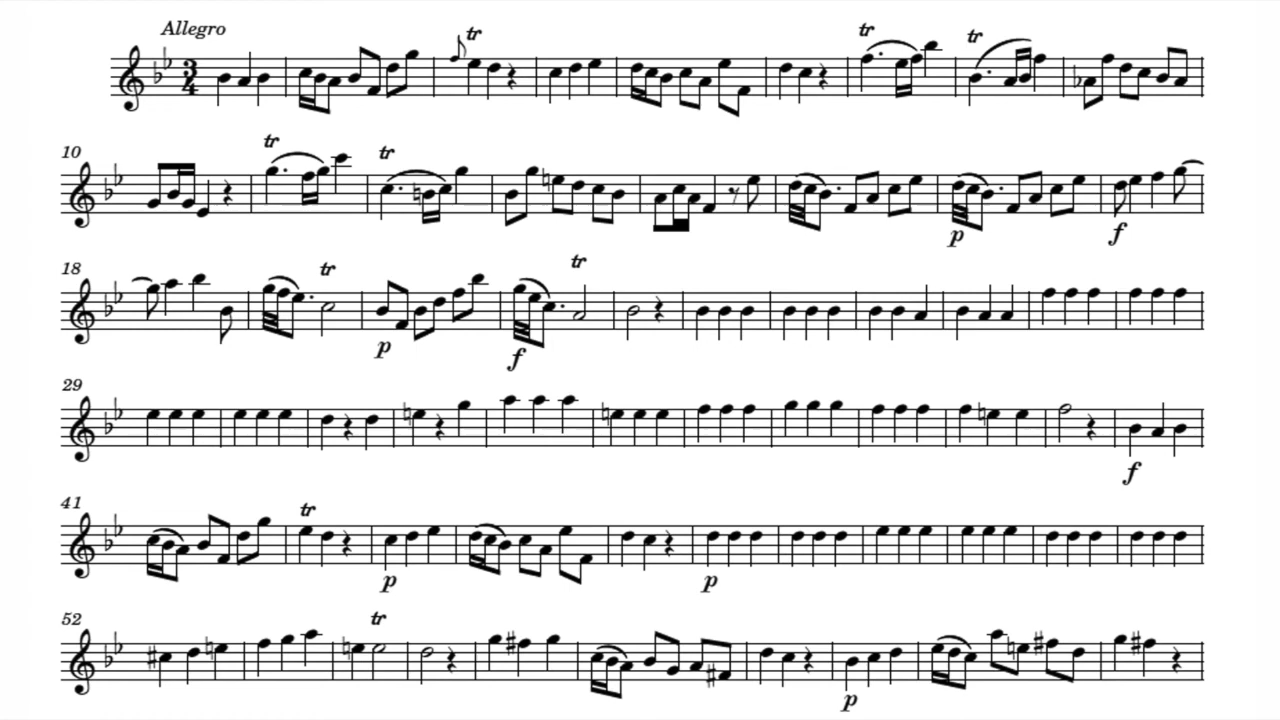 Allegro
3
4
tr tr tr
10
tr tr
p f
18
tr tr
p f
29
f
41
tr
p p
52
tr
p